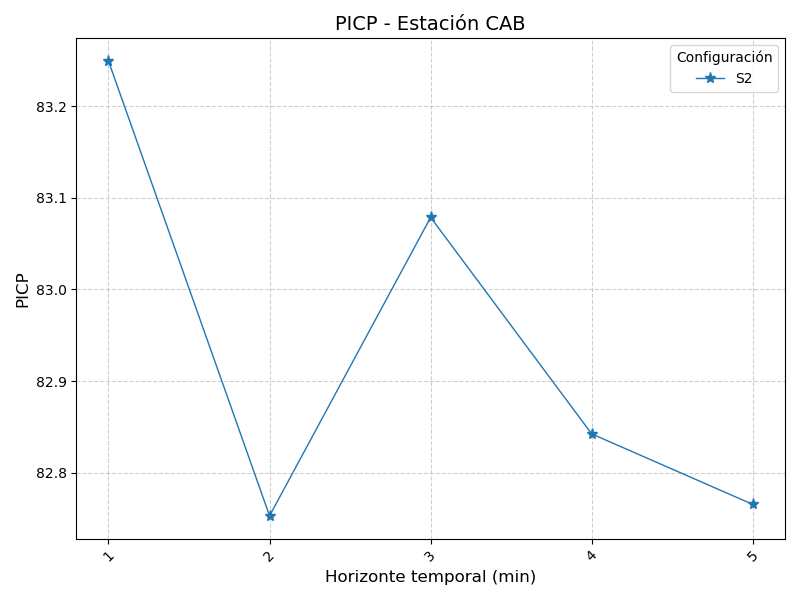 PICP - Estación CAB
Configuración
S2
83.2
83.1
83.0
82.9
82.8
PICP
1
2
3
4
5
Horizonte temporal (min)